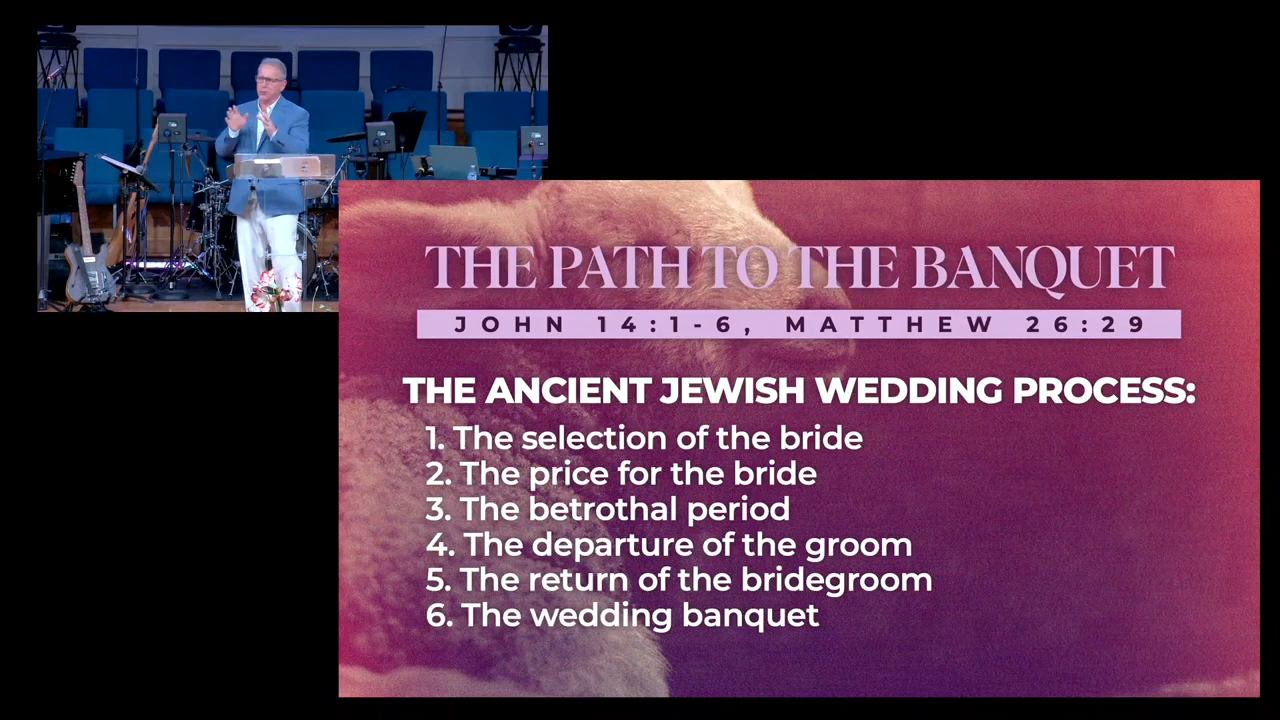 THE PATH TO THE BANQUET
JOHN 14:1-6, MATTHEW 26:29
THE ANCIENT JEWISH WEDDING PROCESS:
1. The selection of the bride
2. The price for the bride
3. The betrothal period
4. The departure of the groom
5. The return of the bridegroom
6. The wedding banquet